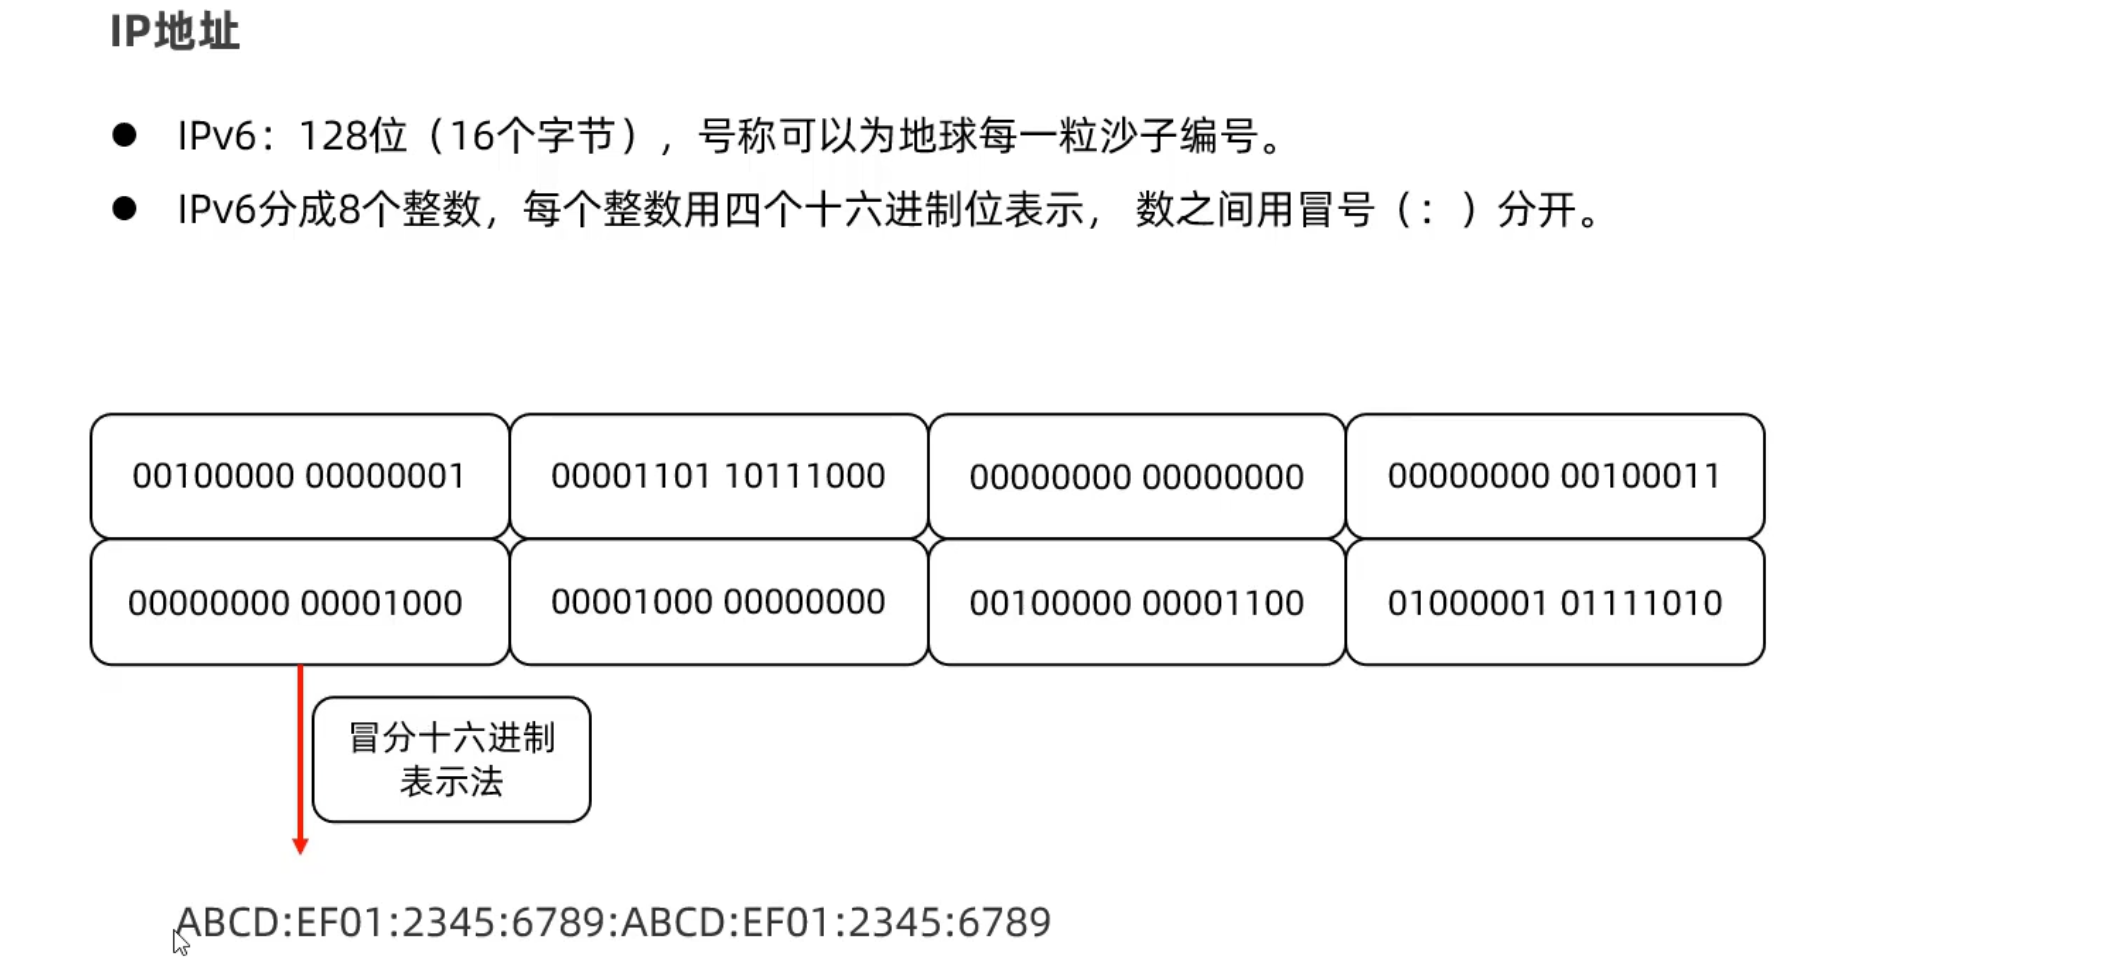 IP地址
IPv6：128位（16个字节），号称可以为地球每一粒沙子编号。
IPv6分成8个整数，每个整数用四个十六进制位表示， 数之间用冒号（：）分开。
00100000 00000001
00001101 10111000
00000000 00000000
00000000 00100011
00000000 00001000
00001000 00000000
00100000 00001100
01000001 01111010
冒分十六进制
表示法
ABCD:EF01:2345:6789:ABCD:EF01:2345:6789